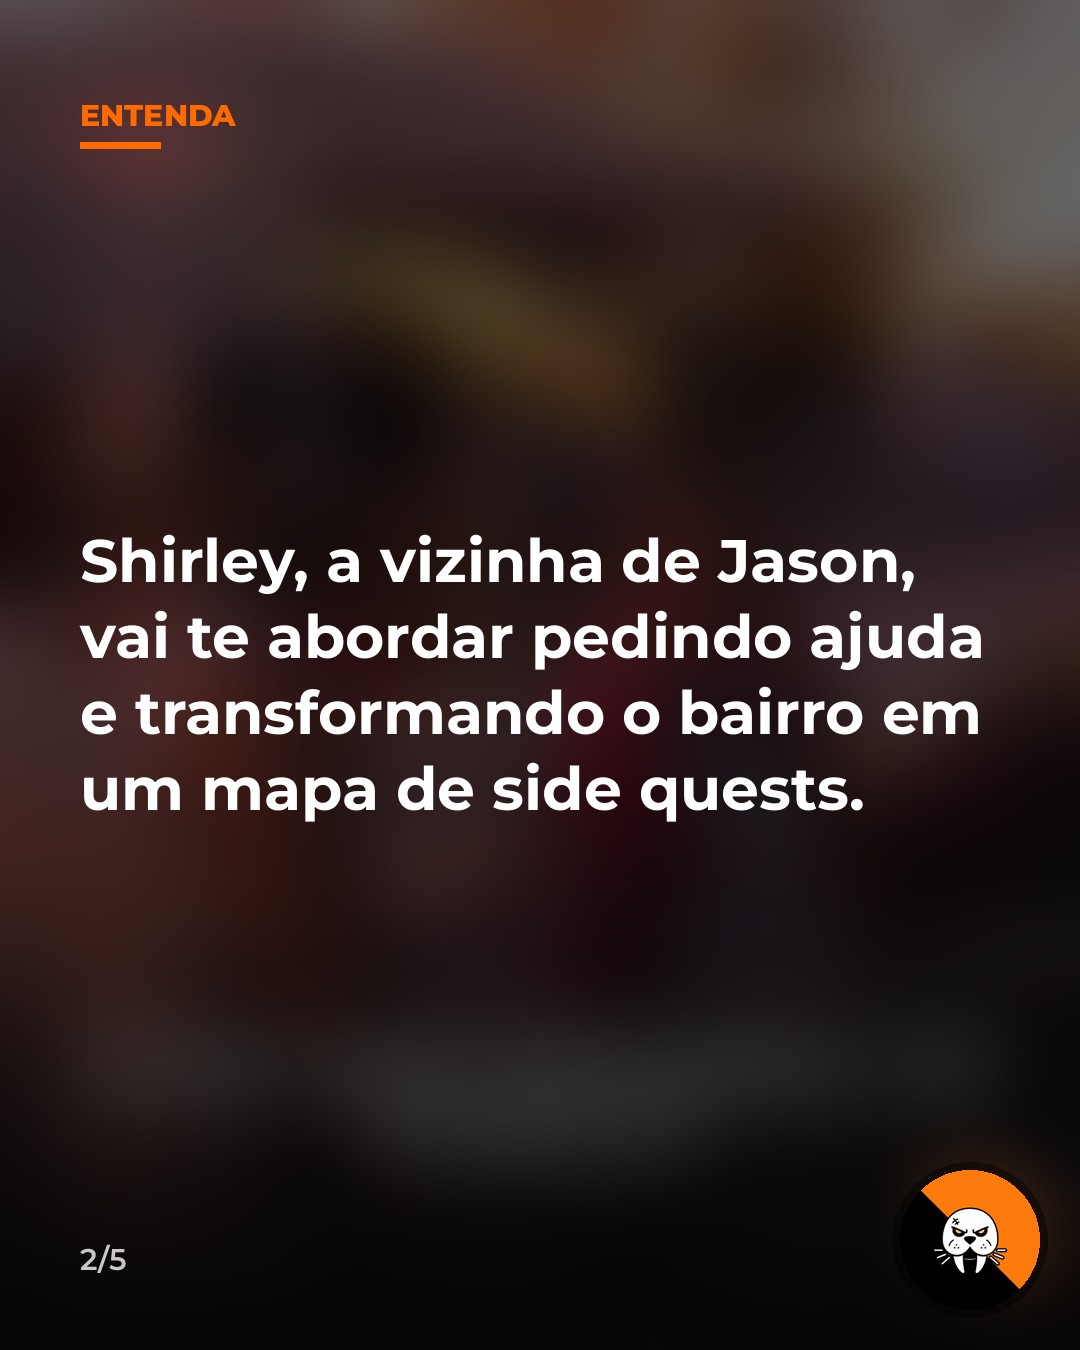 ENTENDA
Shirley, a vizinha de Jason,
vai te abordar pedindo ajuda
e transformando o bairro em
um mapa de side quests.
2/5